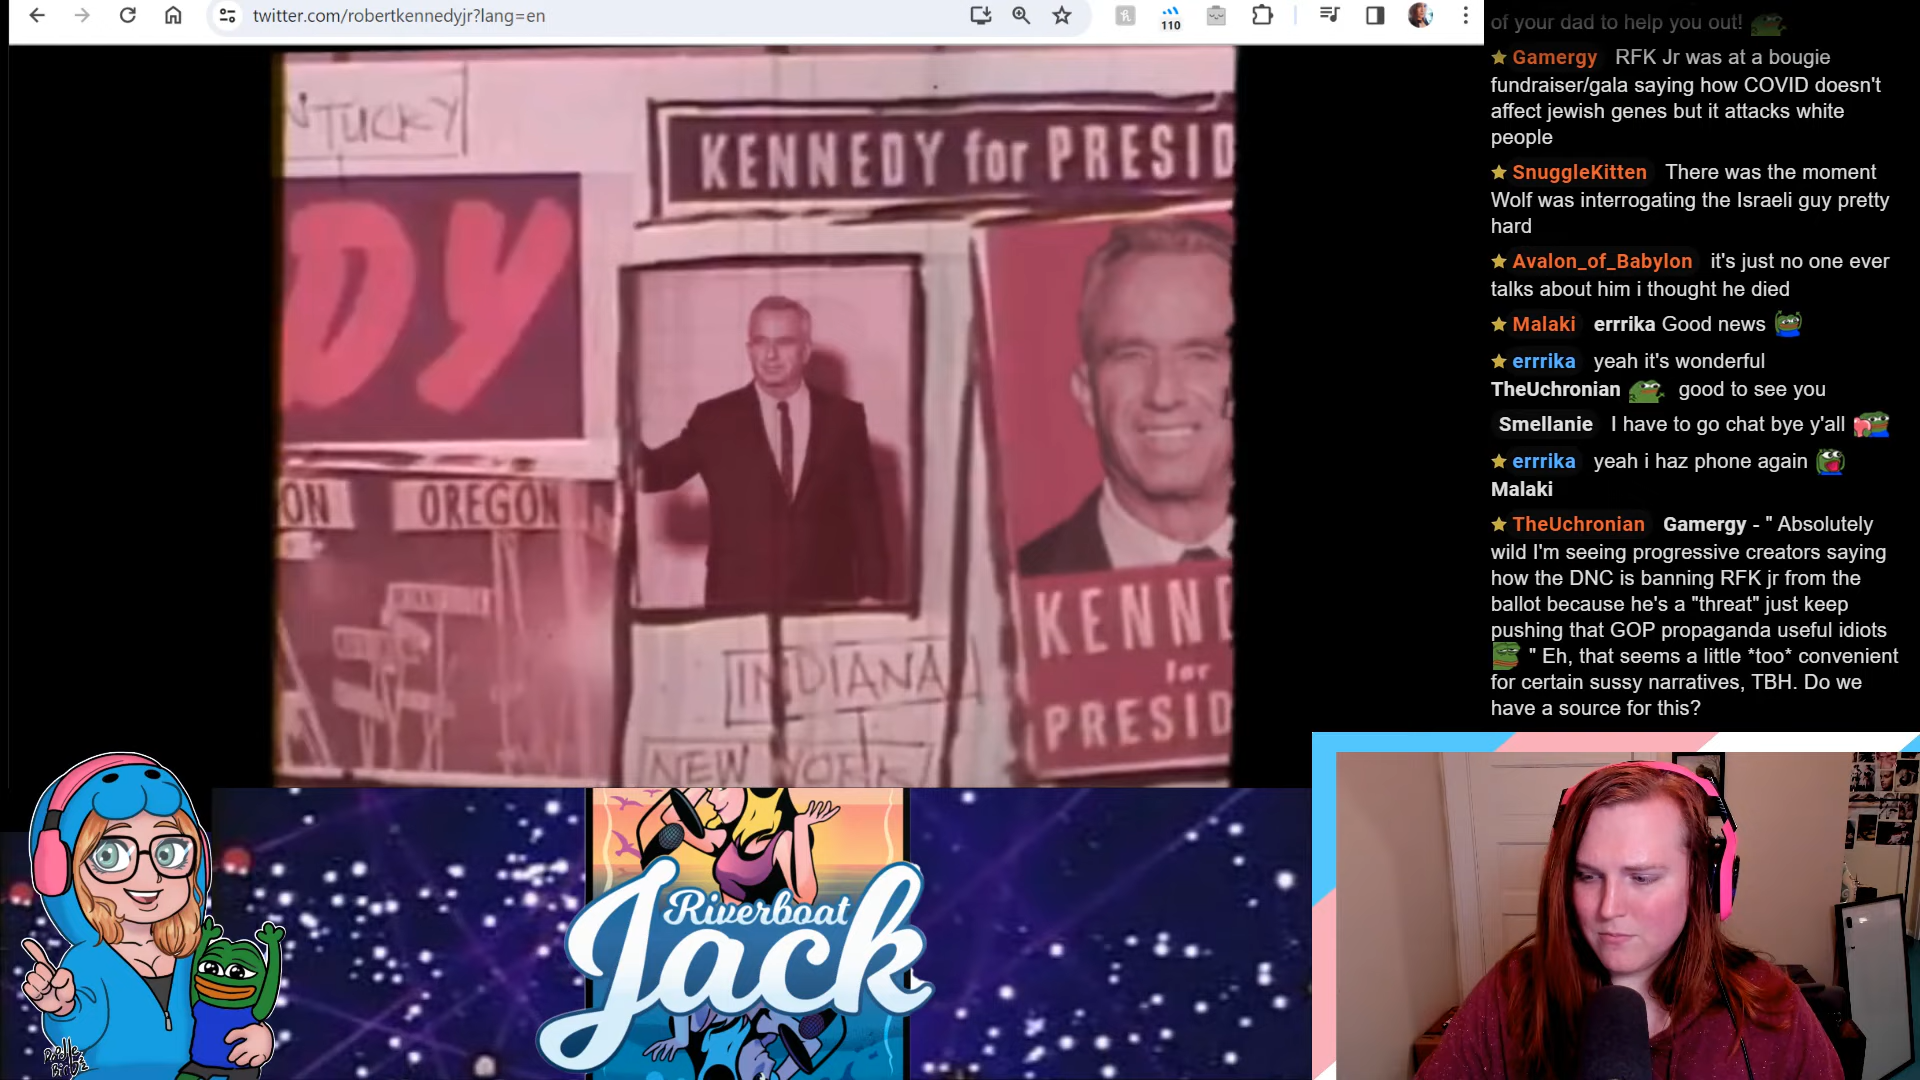 twitter.com/robertkennedyjr?lang=en
110
NTUCKY
KENNEDY for PRESID
DY
ON
OREGON
INDIANA
NEW YORK
KENNE
for
PRESID
Riverboat
Jack
of your dad to help you out!
Gamergy RFK Jr was at a bougie
fundraiser/gala saying how COVID doesn't
affect jewish genes but it attacks white
people
SnuggleKitten There was the moment
Wolf was interrogating the Israeli guy pretty
hard
Avalon_of_Babylon it's just no one ever
talks about him i thought he died
Malaki errrika Good news
errrika yeah it's wonderful
TheUchronian good to see you
Smellanie I have to go chat bye y'all
errrika yeah i haz phone again
Malaki
TheUchronian Gamergy - " Absolutely
wild I'm seeing progressive creators saying
how the DNC is banning RFK jr from the
ballot because he's a "threat" just keep
pushing that GOP propaganda useful idiots
" Eh, that seems a little *too* convenient
for certain sussy narratives, TBH. Do we
have a source for this?